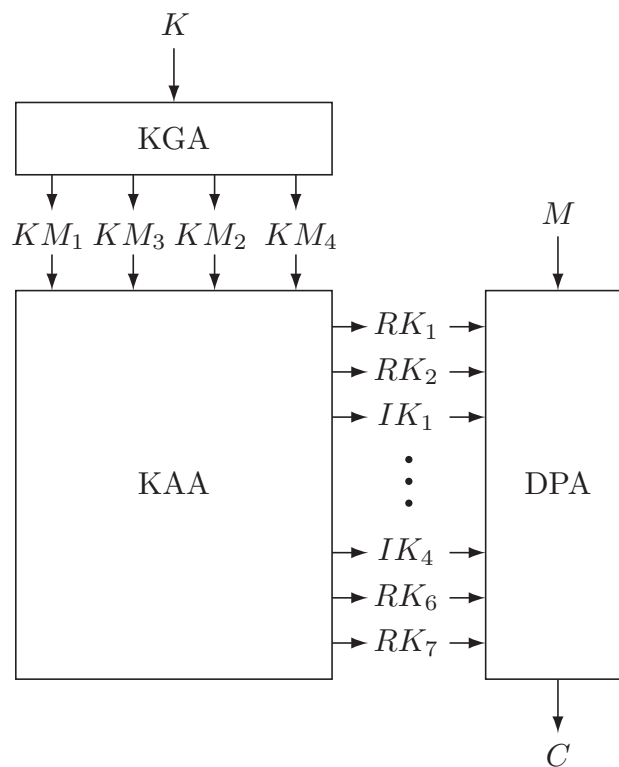 K
KGA
KM₁ KM₃ KM₂ KM₄
M
RK₁
RK₂
IK₁
KAA
DPA
IK₄
RK₆
RK₇
C